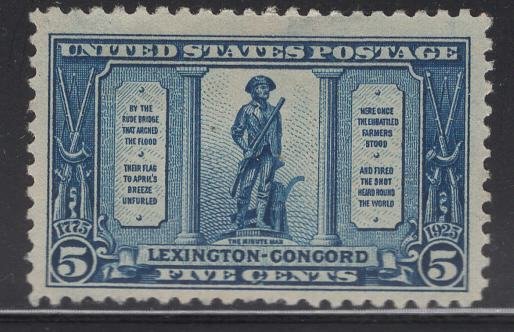 UNITED STATES POSTAGE
BY THE
RUDE BRIDGE
THAT ARCHED
THE FLOOD
THEIR FLAG
TO APRIL'S
BREEZE
UNFURLED
HERE ONCE
THE EMBATTLED
FARMERS
STOOD
AND FIRED
THE SHOT
HEARD ROUND
THE WORLD
1775
1925
THE MINUTE MAN
LEXINGTON-CONCORD
5 FIVE CENTS 5